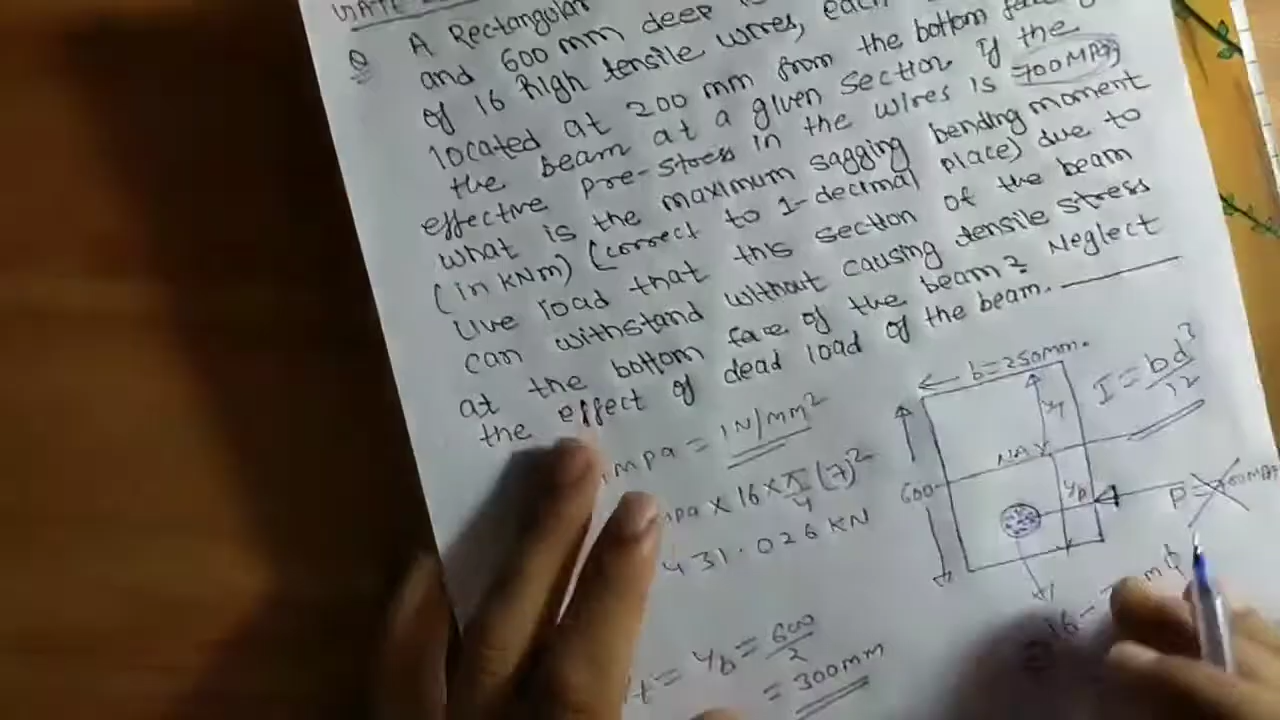 Q A Rectangular
and 600 mm deep
of 16 high tensile wires, each
located at 200 mm from the bottom face
the beam at a given section. If the
effective pre-stress in the wires is 700MPa,
what is the maximum sagging bending moment
(in kNm) (correct to 1-decimal place) due to
Live load that this section of the beam
can withstand without causing tensile stress
at the bottom face of the beam? Neglect
the effect of dead load of the beam.
b=250mm.
I = bd³/12
1mpa = 1N/mm²
x 16 x π/4 (7)²
431.026 KN
NA
yt
yb
600
= yb = 600/2
= 300mm